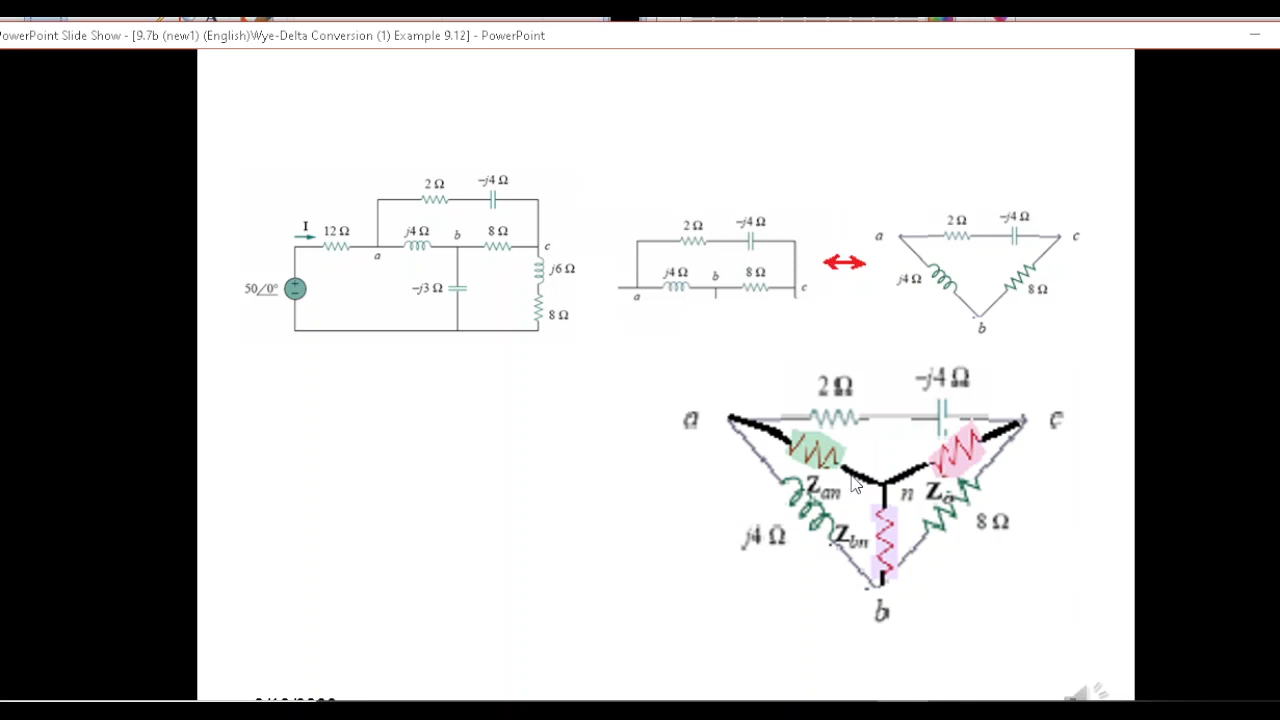 PowerPoint Slide Show - [9.7b (new1) (English)Wye-Delta Conversion (1) Example 9.12] - PowerPoint
2 Ω -j4 Ω
I 12 Ω j4 Ω b 8 Ω c
a
50∠0° + − -j3 Ω j6 Ω
8 Ω
2 Ω -j4 Ω
j4 Ω b 8 Ω
a c
2 Ω -j4 Ω
a c
j4 Ω 8 Ω
b
2 Ω -j4 Ω
a c
Zan n
j4 Ω Zbn 8 Ω
b